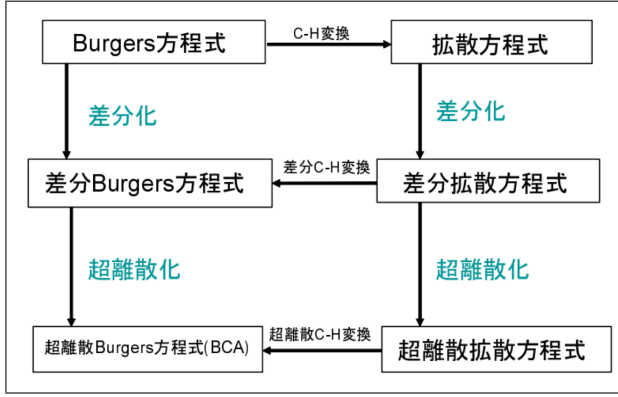 Burgers方程式
C-H変換
拡散方程式
差分化
差分化
差分Burgers方程式
差分C-H変換
差分拡散方程式
超離散化
超離散化
超離散Burgers方程式(BCA)
超離散C-H変換
超離散拡散方程式